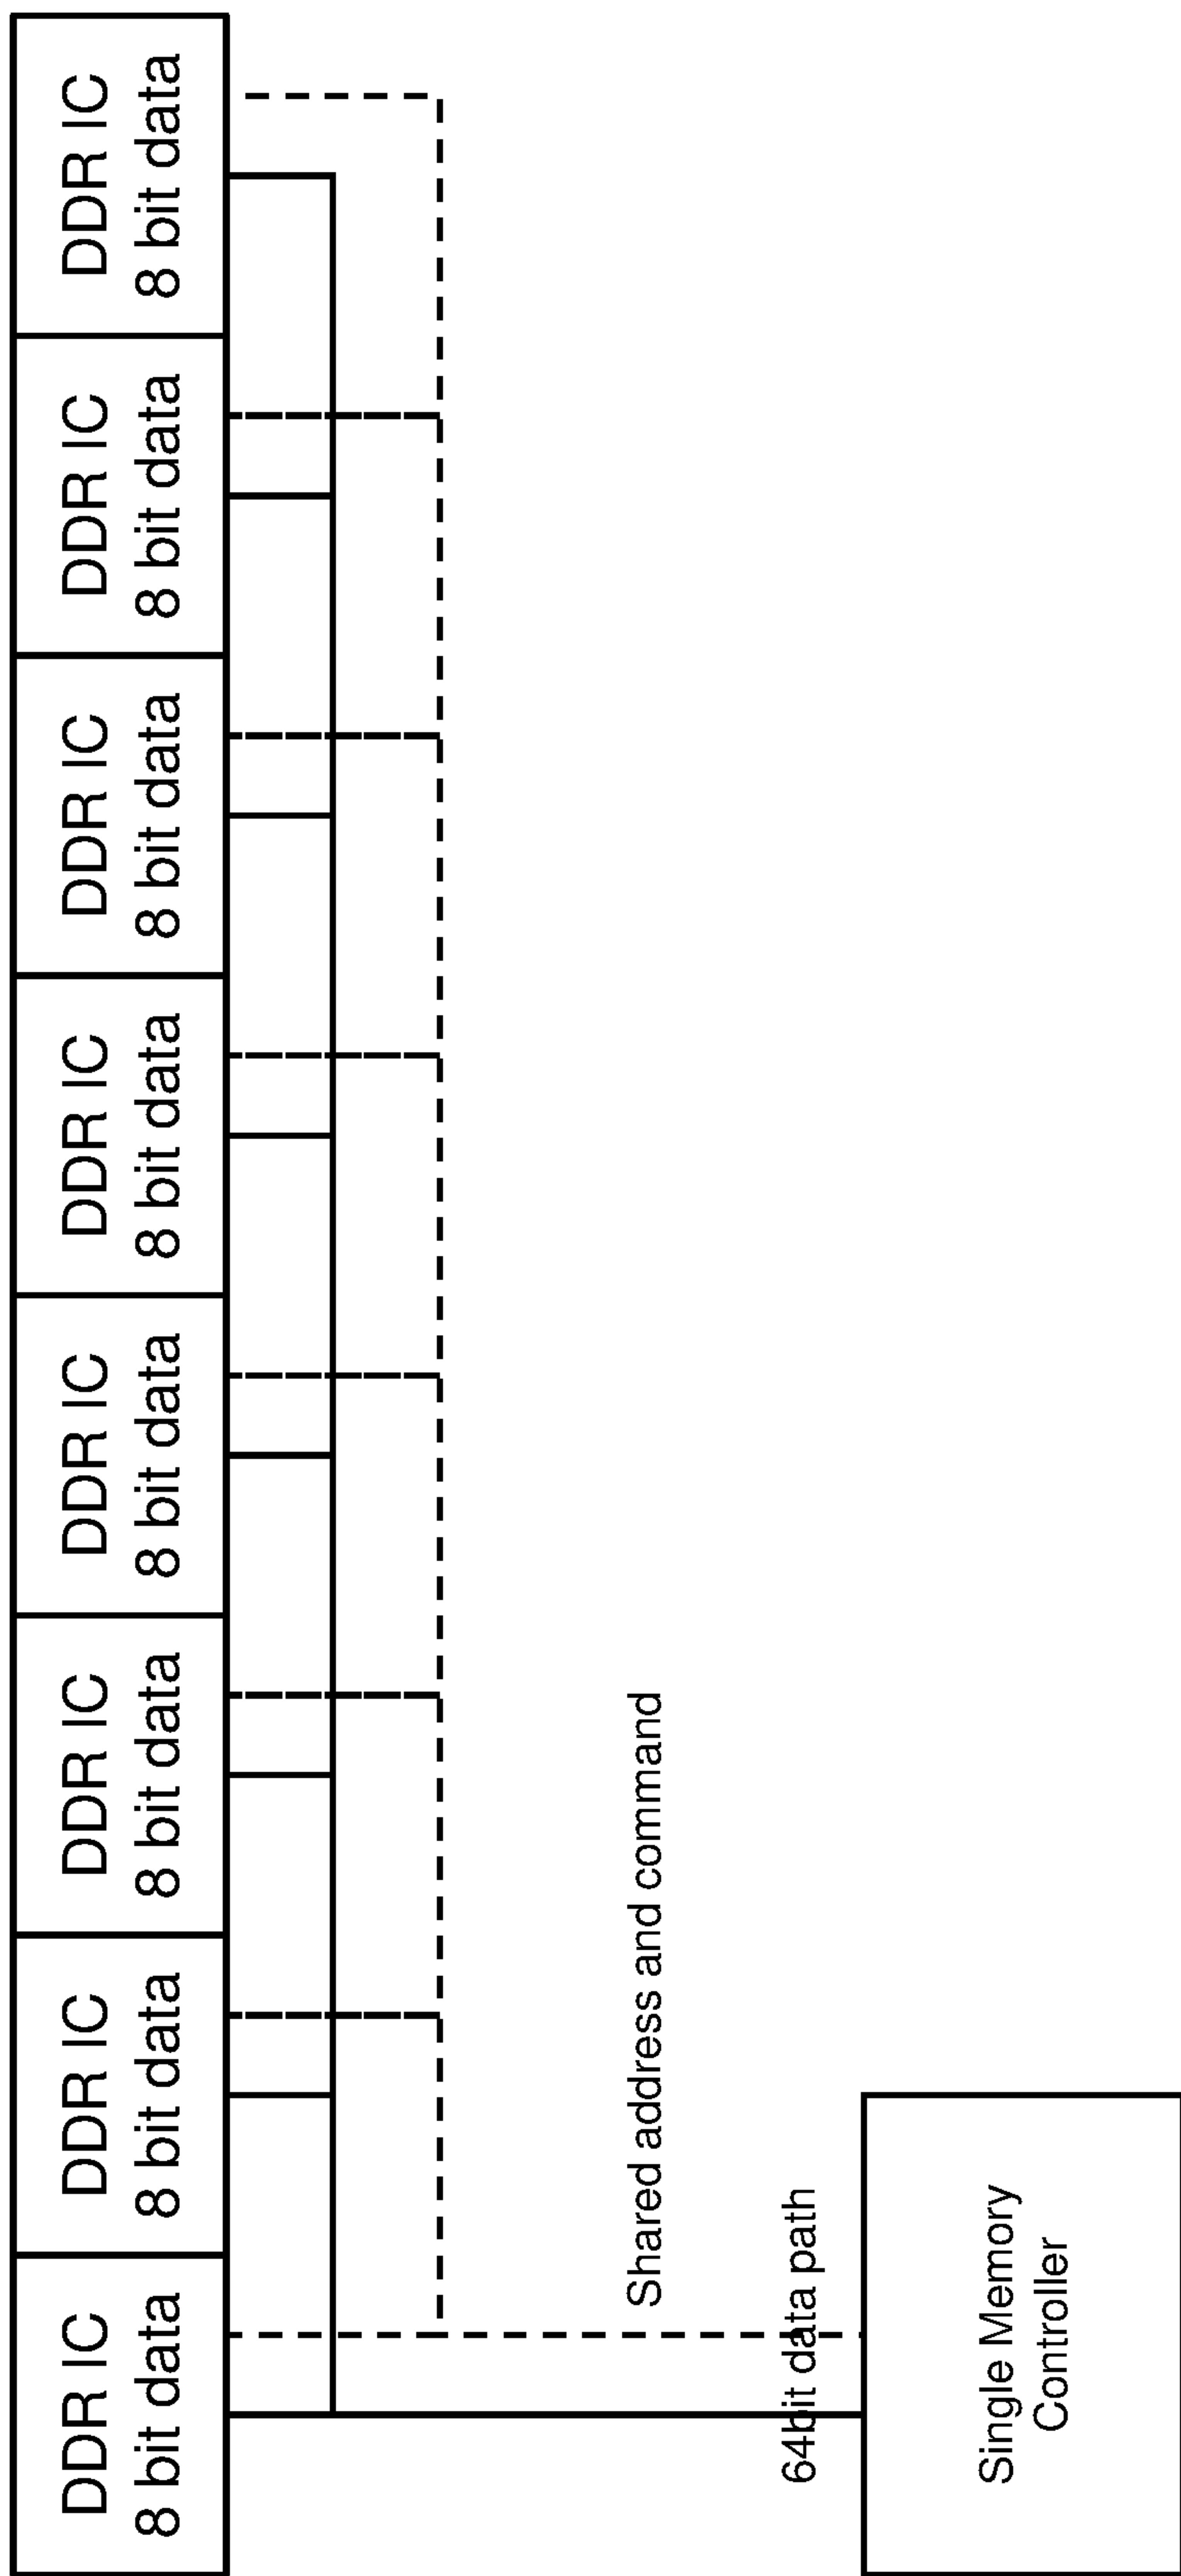 DDR IC
8 bit data
DDR IC
8 bit data
DDR IC
8 bit data
DDR IC
8 bit data
DDR IC
8 bit data
DDR IC
8 bit data
DDR IC
8 bit data
DDR IC
8 bit data
Shared address and command
64bit data path
Single Memory
Controller